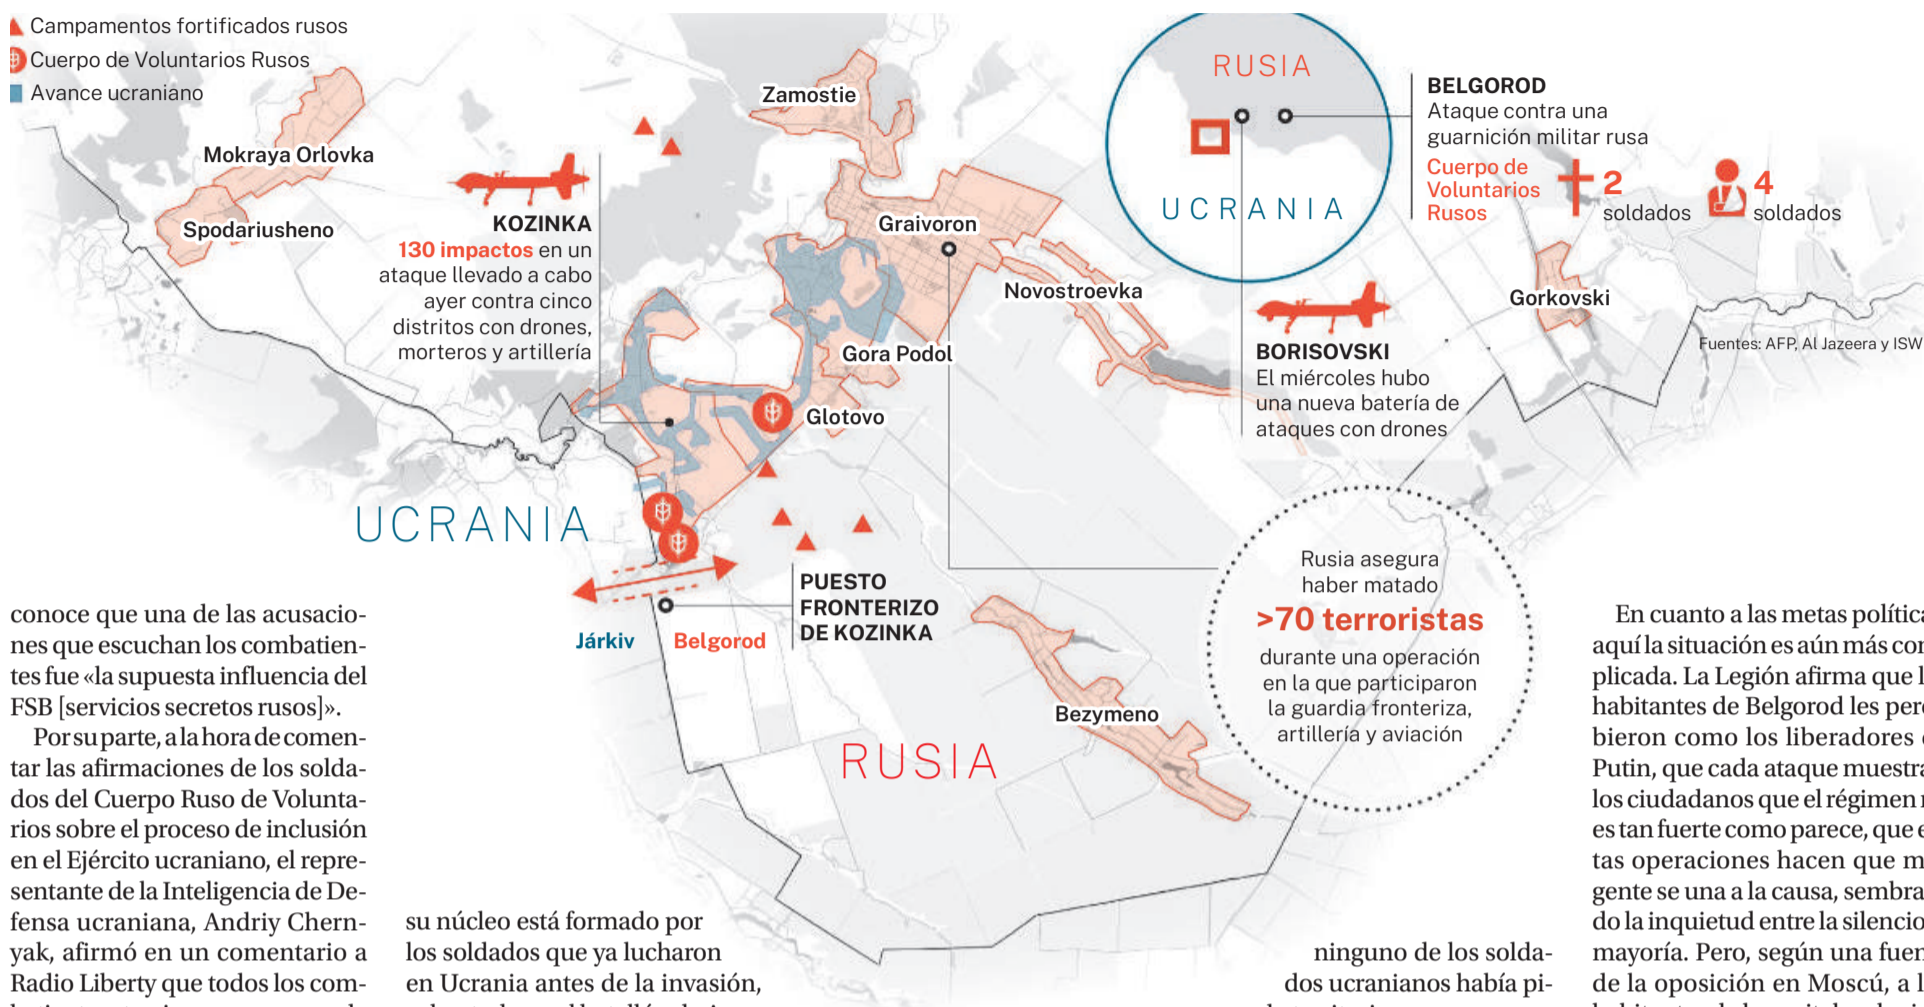 Campamentos fortificados rusos
Cuerpo de Voluntarios Rusos
Avance ucraniano
Mokraya Orlovka
Spodariusheno
KOZINKA
130 impactos en un
ataque llevado a cabo
ayer contra cinco
distritos con drones,
morteros y artillería
Zamostie
Graivoron
Novostroevka
Gora Podol
Glotovo
RUSIA
UCRANIA
BELGOROD
Ataque contra una
guarnición militar rusa
Cuerpo de
Voluntarios
Rusos
2
soldados
4
soldados
BORISOVSKI
El miércoles hubo
una nueva batería de
ataques con drones
Gorkovski
Fuentes: AFP, Al Jazeera y ISW
UCRANIA
PUESTO
FRONTERIZO
DE KOZINKA
Járkiv
Belgorod
RUSIA
Bezymeno
Rusia asegura
haber matado
>70 terroristas
durante una operación
en la que participaron
la guardia fronteriza,
artillería y aviación
conoce que una de las acusacio-
nes que escuchan los combatien-
tes fue «la supuesta influencia del
FSB [servicios secretos rusos]».
Por su parte, a la hora de comen-
tar las afirmaciones de los solda-
dos del Cuerpo Ruso de Volunta-
rios sobre el proceso de inclusión
en el Ejército ucraniano, el repre-
sentante de la Inteligencia de De-
fensa ucraniana, Andriy Chern-
yak, afirmó en un comentario a
Radio Liberty que todos los com-
su núcleo está formado por
los soldados que ya lucharon
en Ucrania antes de la invasión,
ninguno de los solda-
dos ucranianos había pi-
En cuanto a las metas política
aquí la situación es aún más com
plicada. La Legión afirma que l
habitantes de Belgorod les perc
bieron como los liberadores d
Putin, que cada ataque muestra
los ciudadanos que el régimen n
es tan fuerte como parece, que e
tas operaciones hacen que m
gente se una a la causa, sembra
do la inquietud entre la silencio
mayoría. Pero, según una fuen
de la oposición en Moscú, a l